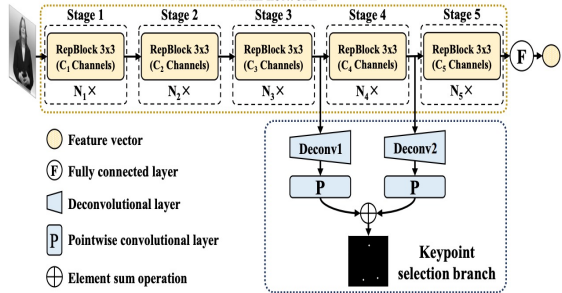 Stage 1 Stage 2 Stage 3 Stage 4 Stage 5
RepBlock 3x3 RepBlock 3x3 RepBlock 3x3 RepBlock 3x3 RepBlock 3x3
(C₁ Channels) (C₂ Channels) (C₃ Channels) (C₄ Channels) (C₅ Channels)
F
N₁× N₂× N₃× N₄× N₅×
Feature vector
F Fully connected layer
Deconvolutional layer
P Pointwise convolutional layer
Element sum operation
Deconv1 Deconv2
P P
Keypoint
selection branch